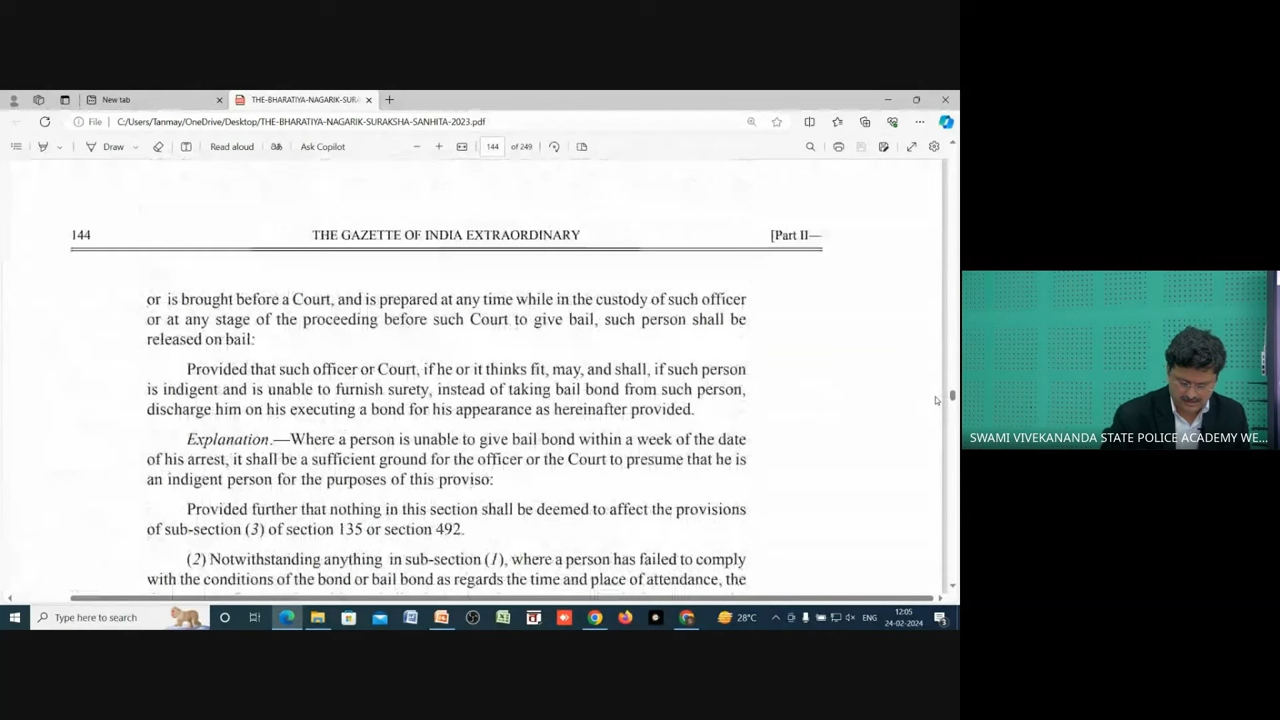 New tab
THE-BHARATIYA-NAGARIK-SURA
File
C:/Users/Tanmay/OneDrive/Desktop/THE-BHARATIYA-NAGARIK-SURAKSHA-SANHITA-2023.pdf
Draw
Read aloud
Ask Copilot
144
of 249
144
THE GAZETTE OF INDIA EXTRAORDINARY
[Part II—
or is brought before a Court, and is prepared at any time while in the custody of such officer
or at any stage of the proceeding before such Court to give bail, such person shall be
released on bail:
Provided that such officer or Court, if he or it thinks fit, may, and shall, if such person
is indigent and is unable to furnish surety, instead of taking bail bond from such person,
discharge him on his executing a bond for his appearance as hereinafter provided.
Explanation.—Where a person is unable to give bail bond within a week of the date
of his arrest, it shall be a sufficient ground for the officer or the Court to presume that he is
an indigent person for the purposes of this proviso:
Provided further that nothing in this section shall be deemed to affect the provisions
of sub-section (3) of section 135 or section 492.
(2) Notwithstanding anything in sub-section (1), where a person has failed to comply
with the conditions of the bond or bail bond as regards the time and place of attendance, the
SWAMI VIVEKANANDA STATE POLICE ACADEMY WE...
Type here to search
28°C
ENG
12:05
24-02-2024